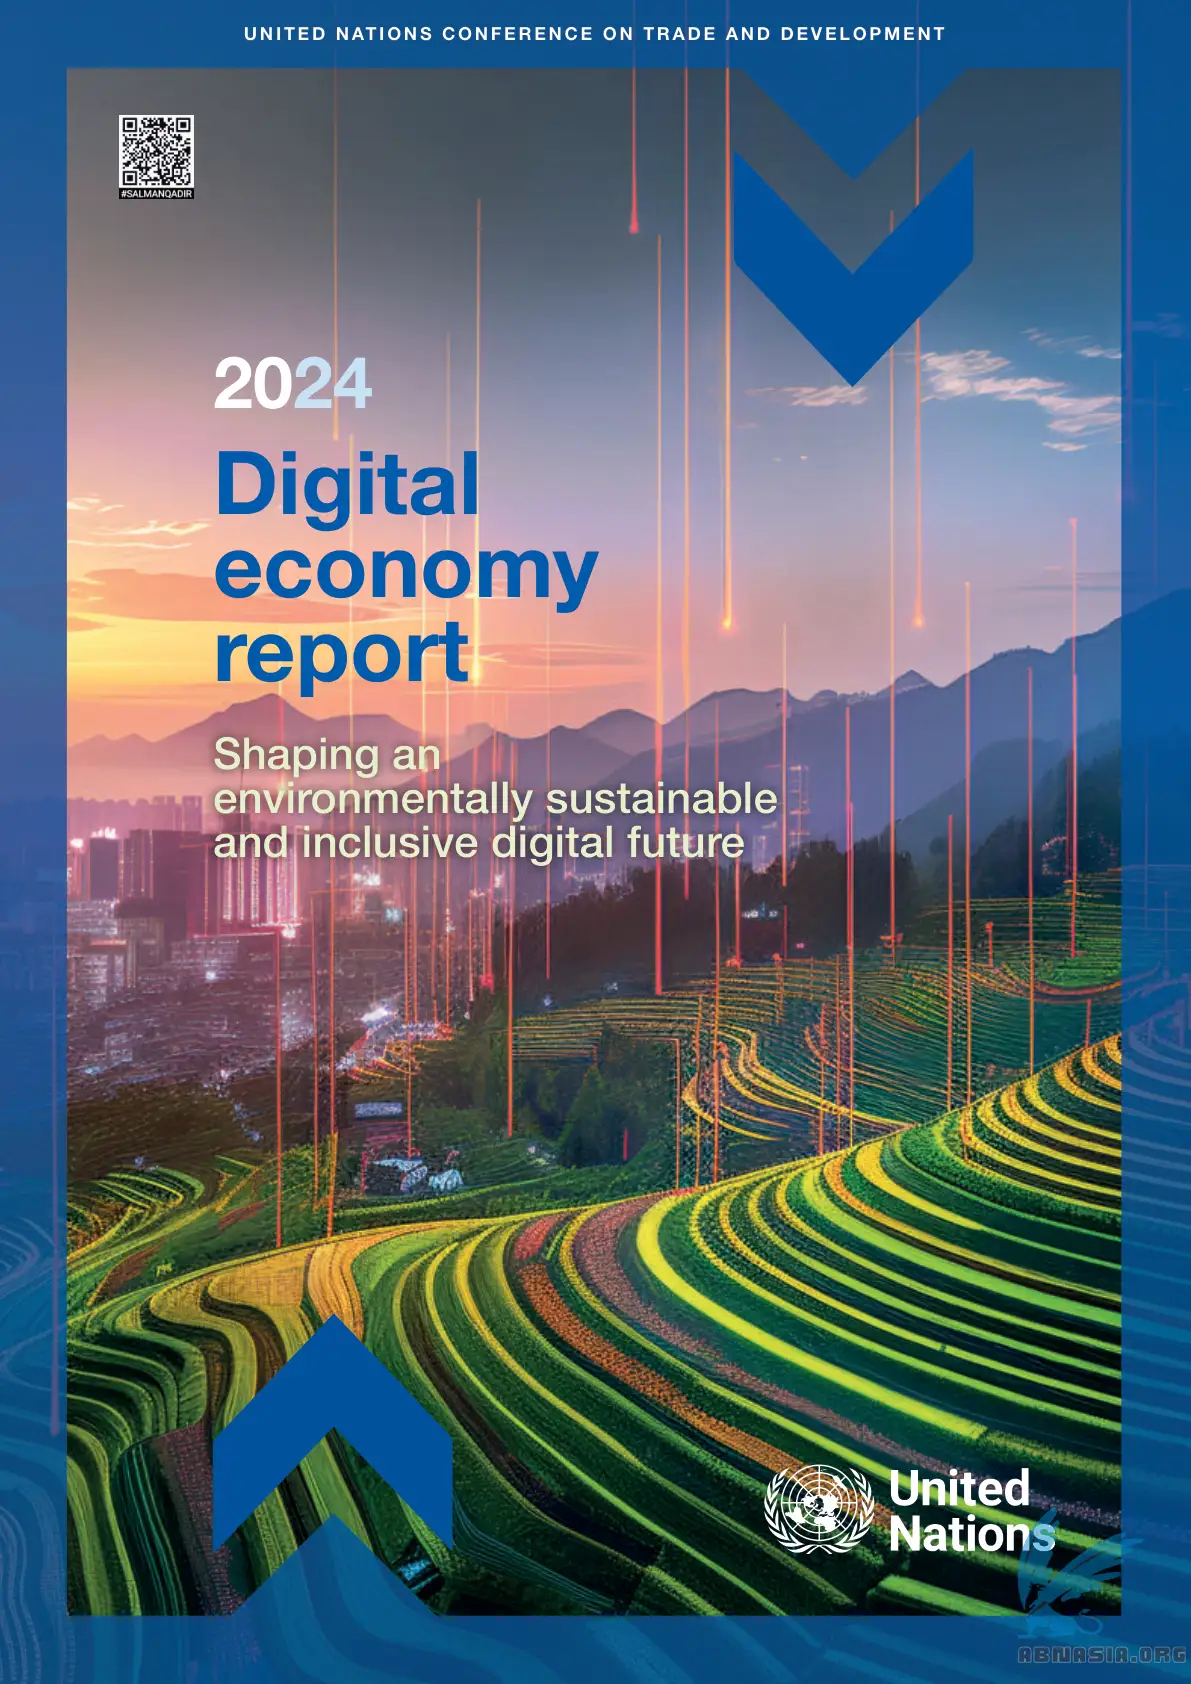 UNITED NATIONS CONFERENCE ON TRADE AND DEVELOPMENT
#SALMANQADIR
2024
Digital
economy
report
Shaping an
environmentally sustainable
and inclusive digital future
United
Nations
ABNASIA.ORG